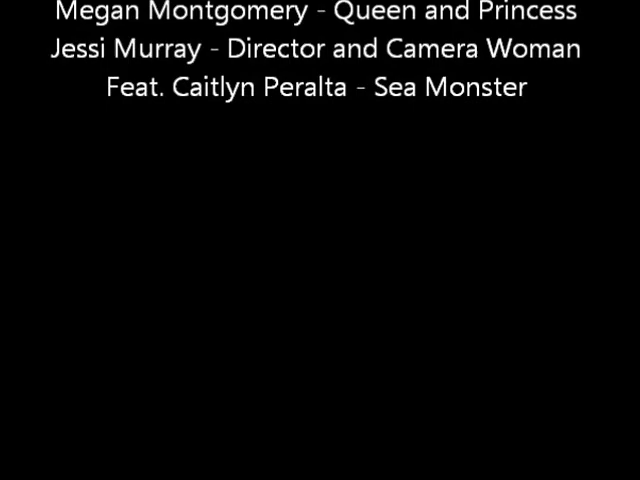 Megan Montgomery - Queen and Princess
Jessi Murray - Director and Camera Woman
Feat. Caitlyn Peralta - Sea Monster